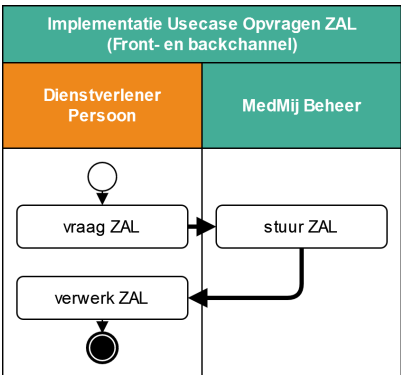 Implementatie Usecase Opvragen ZAL
(Front- en backchannel)
Dienstverlener
Persoon
MedMij Beheer
vraag ZAL
stuur ZAL
verwerk ZAL